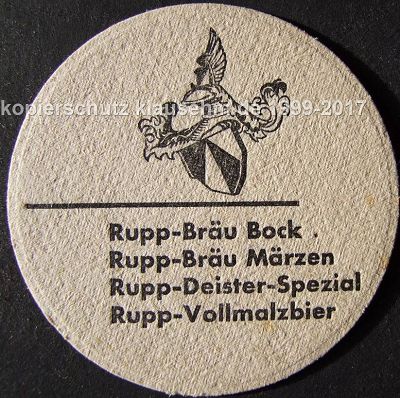 kopierschutz klausehm.de 1999-2017
Rupp-Bräu Bock .
Rupp-Bräu Märzen
Rupp-Deister-Spezial
Rupp-Vollmalzbier